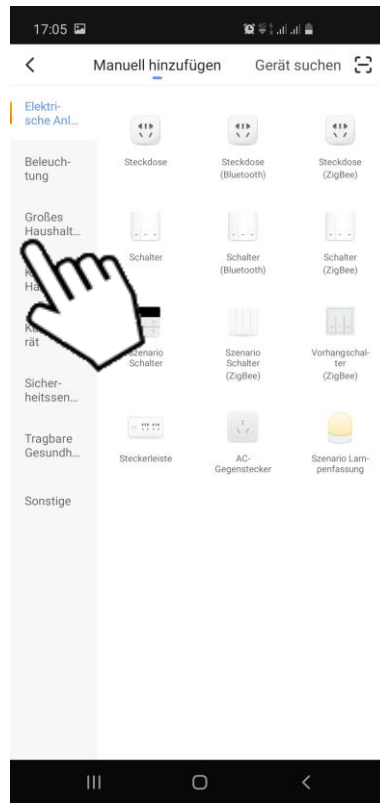 17:05
Manuell hinzufügen Gerät suchen
Elektri-
sche Anl...
Beleuch-
tung
Großes
Haushalt...
Sicher-
heitssen...
Tragbare
Gesundh...
Sonstige
Steckdose
Steckdose
(Bluetooth)
Steckdose
(ZigBee)
Schalter
Schalter
(Bluetooth)
Schalter
(ZigBee)
Szenario
Schalter
Szenario
Schalter
(ZigBee)
Vorhangschal-
ter
(ZigBee)
Steckerleiste
AC-
Gegenstecker
Szenario Lam-
penfassung